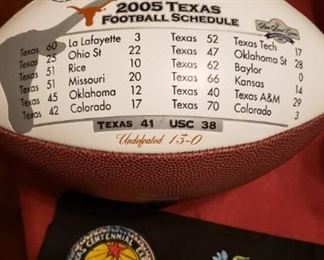 2005 TEXAS
FOOTBALL SCHEDULE
Texas 60 La Lafayette 3 Texas 52 Texas Tech 17
Texas 25 Ohio St 22 Texas 47 Oklahoma St 28
Texas 51 Rice 10 Texas 62 Baylor 0
Texas 51 Missouri 20 Texas 66 Kansas 14
Texas 45 Oklahoma 12 Texas 40 Texas A&M 29
Texas 42 Colorado 17 Texas 70 Colorado 3
TEXAS 41 USC 38
Undefeated 13-0
CENTENNIAL